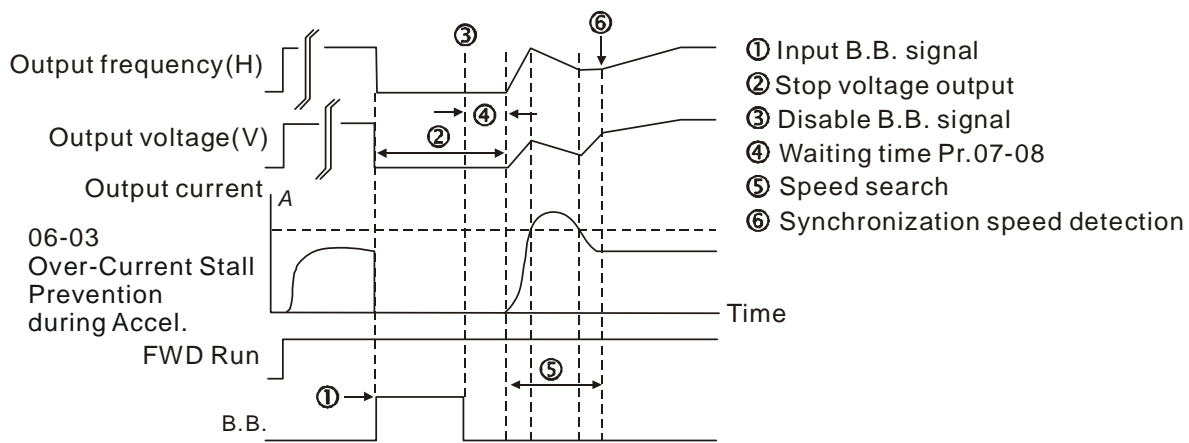 Output frequency(H)
Output voltage(V)
Output current
A
06-03
Over-Current Stall
Prevention
during Accel.
FWD Run
B.B.
③
⑥
④
②
⑤
①
Time
① Input B.B. signal
② Stop voltage output
③ Disable B.B. signal
④ Waiting time Pr.07-08
⑤ Speed search
⑥ Synchronization speed detection